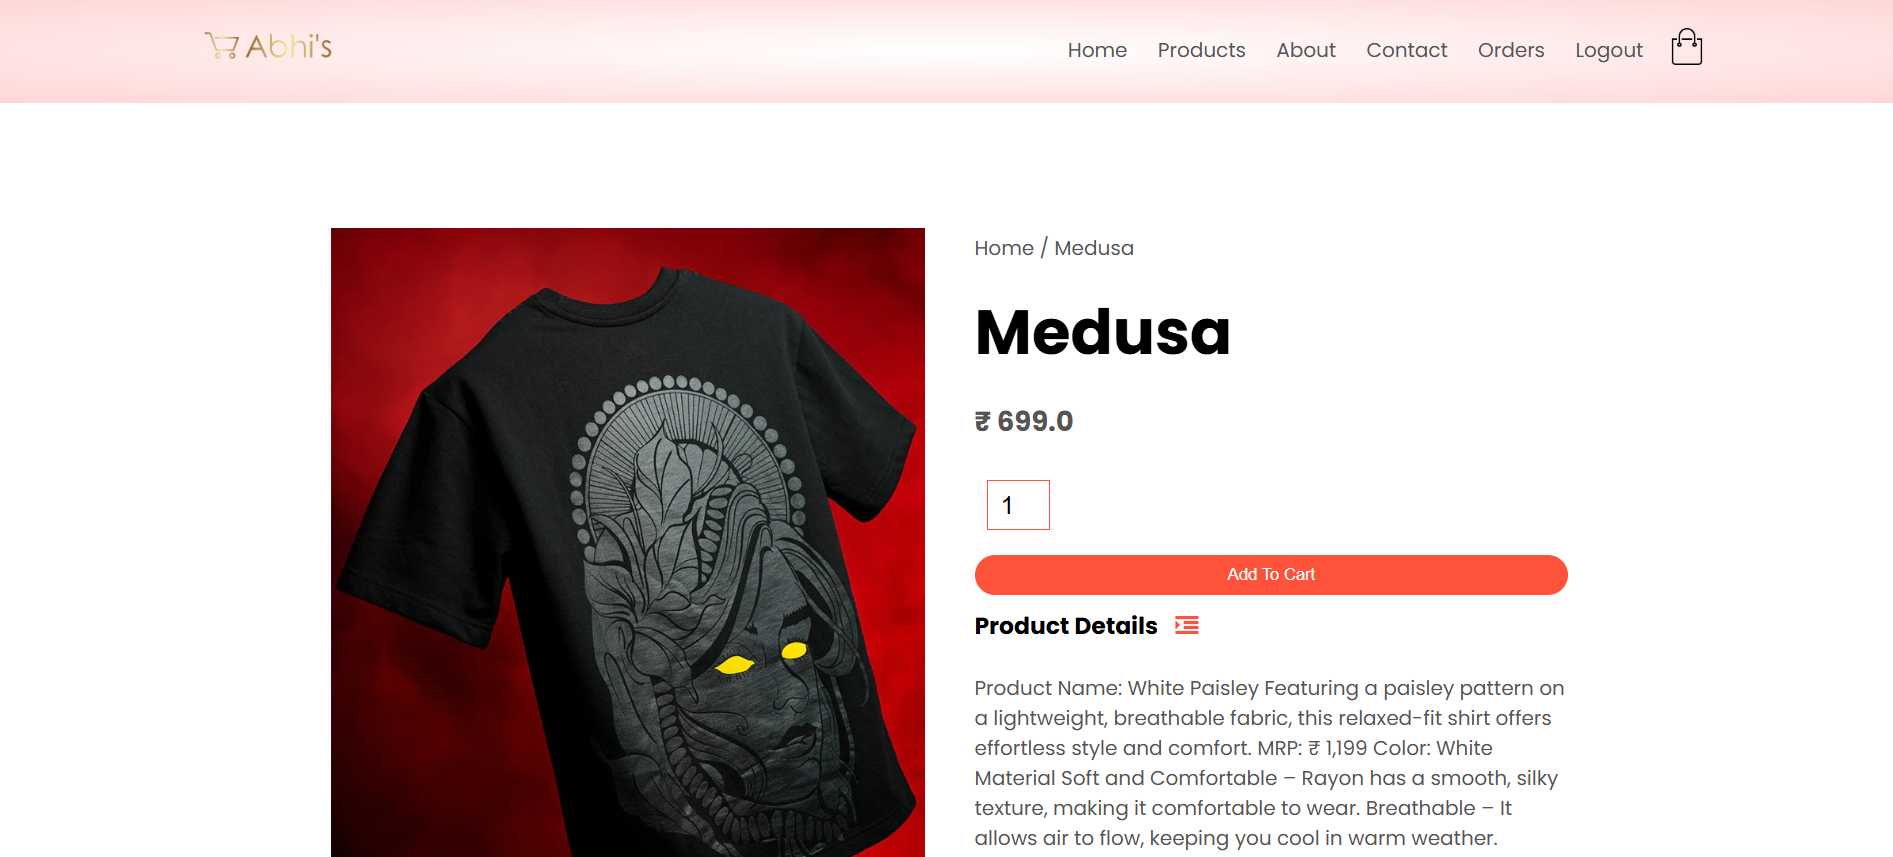 Abhi's
Home Products About Contact Orders Logout
Home / Medusa
Medusa
₹ 699.0
1
Add To Cart
Product Details
Product Name: White Paisley Featuring a paisley pattern on
a lightweight, breathable fabric, this relaxed-fit shirt offers
effortless style and comfort. MRP: ₹ 1,199 Color: White
Material Soft and Comfortable – Rayon has a smooth, silky
texture, making it comfortable to wear. Breathable – It
allows air to flow, keeping you cool in warm weather.